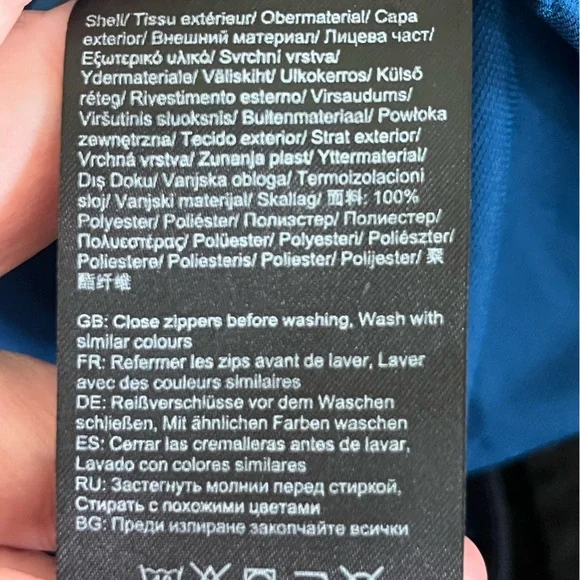 Shell/ Tissu extérieur/ Obermaterial/ Capa
exterior/ Внешний материал/ Лицева част/
Εξωτερικό υλικό/ Svrchní vrstva/
Ydermateriale/ Väliskiht/ Ulkokerros/ Külső
réteg/ Rivestimento esterno/ Virsaudums/
Viršutinis sluoksnis/ Buitenmateriaal/ Powłoka
zewnętrzna/ Tecido exterior/ Strat exterior/
Vrchná vrstva/ Zunanja plast/ Yttermaterial/
Dış Doku/ Vanjska obloga/ Termoizolacioni
sloj/ Vanjski materijal/ Skallag/ 面料: 100%
Polyester/ Poliéster/ Полиэстер/ Полиестер/
Πολυεστέρας/ Polüester/ Polyesteri/ Poliészter/
Poliestere/ Poliesteris/ Poliester/ Polijester/ 聚
酯纤维
GB: Close zippers before washing, Wash with
similar colours
FR: Refermer les zips avant de laver, Laver
avec des couleurs similaires
DE: Reißverschlüsse vor dem Waschen
schließen, Mit ähnlichen Farben waschen
ES: Cerrar las cremalleras antes de lavar,
Lavado con colores similares
RU: Застегнуть молнии перед стиркой,
Стирать с похожими цветами
BG: Преди изпиране закопчайте всички